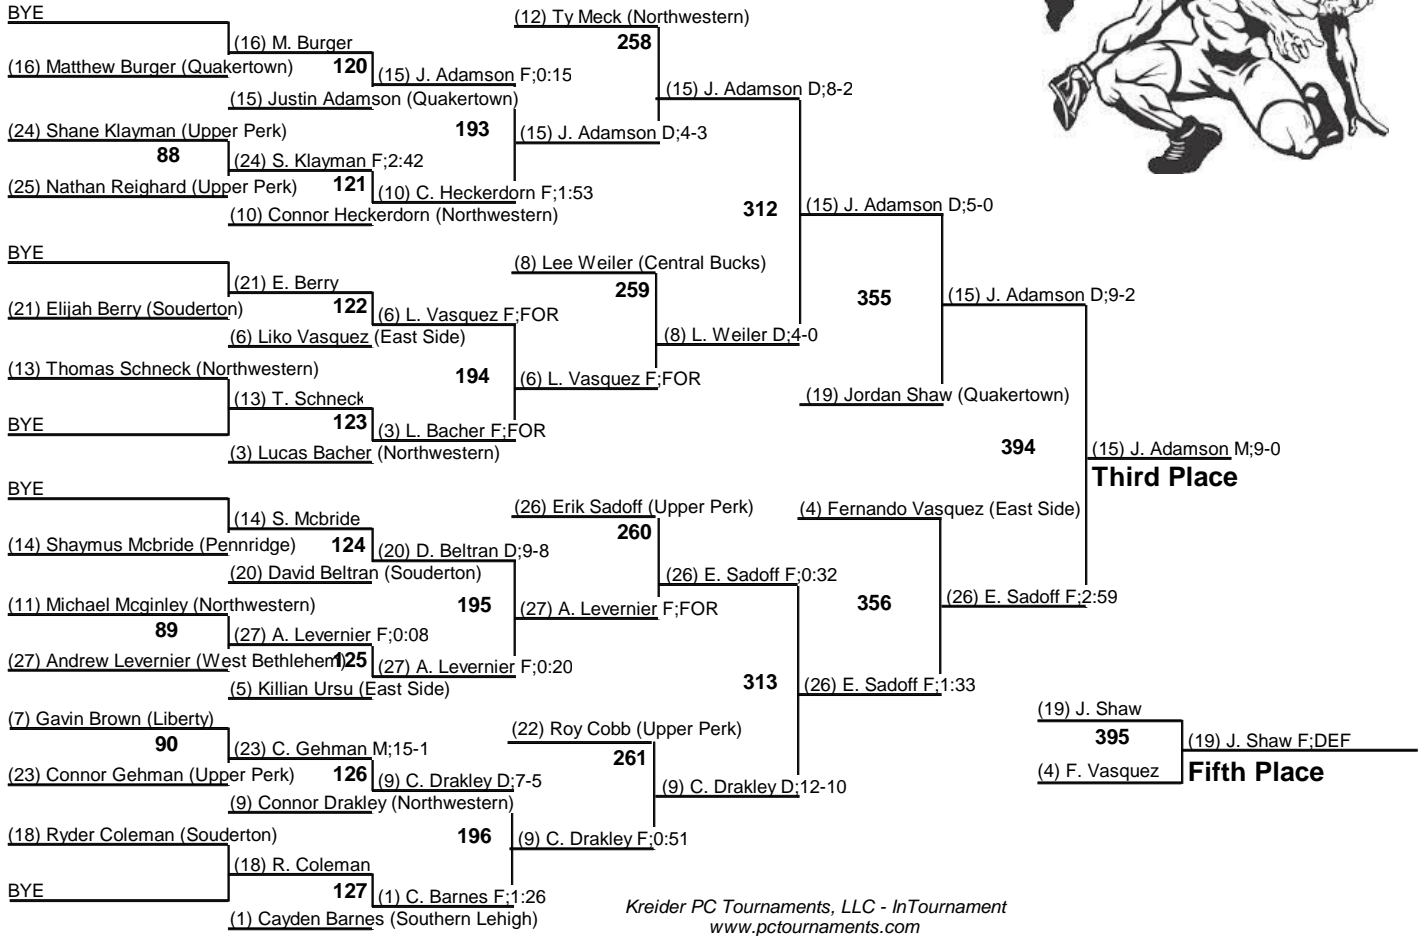 BYE
(16) M. Burger
(16) Matthew Burger (Quakertown)
120
(15) J. Adamson F;0:15
(15) Justin Adamson (Quakertown)
(24) Shane Klayman (Upper Perk)
88
(24) S. Klayman F;2:42
(25) Nathan Reighard (Upper Perk)
121
(10) C. Heckerdorn F;1:53
(10) Connor Heckerdorn (Northwestern)
193
(12) Ty Meck (Northwestern)
258
(15) J. Adamson D;4-3
(15) J. Adamson D;8-2
BYE
(21) E. Berry
(21) Elijah Berry (Souderton)
122
(6) L. Vasquez F;FOR
(6) Liko Vasquez (East Side)
(13) Thomas Schneck (Northwestern)
(13) T. Schneck
BYE
123
(3) L. Bacher F;FOR
(3) Lucas Bacher (Northwestern)
194
(8) Lee Weiler (Central Bucks)
259
(6) L. Vasquez F;FOR
(8) L. Weiler D;4-0
312
(15) J. Adamson D;5-0
355
(19) Jordan Shaw (Quakertown)
(15) J. Adamson D;9-2
BYE
(14) S. Mcbride
(14) Shaymus Mcbride (Pennridge)
124
(20) D. Beltran D;9-8
(20) David Beltran (Souderton)
(11) Michael Mcginley (Northwestern)
89
(27) A. Levernier F;0:08
(27) Andrew Levernier (West Bethlehem)
125
(27) A. Levernier F;0:20
(5) Killian Ursu (East Side)
195
(26) Erik Sadoff (Upper Perk)
260
(27) A. Levernier F;FOR
(26) E. Sadoff F;0:32
(7) Gavin Brown (Liberty)
90
(23) C. Gehman M;15-1
(23) Connor Gehman (Upper Perk)
126
(9) C. Drakley D;7-5
(9) Connor Drakley (Northwestern)
(18) Ryder Coleman (Souderton)
(18) R. Coleman
BYE
127
(1) C. Barnes F;1:26
(1) Cayden Barnes (Southern Lehigh)
196
(22) Roy Cobb (Upper Perk)
261
(9) C. Drakley F;0:51
(9) C. Drakley D;12-10
313
(26) E. Sadoff F;1:33
(4) Fernando Vasquez (East Side)
356
(26) E. Sadoff F;2:59
394
(15) J. Adamson M;9-0
Third Place
(19) J. Shaw
395
(4) F. Vasquez
(19) J. Shaw F;DEF
Fifth Place
Kreider PC Tournaments, LLC - InTournament
www.pctournaments.com